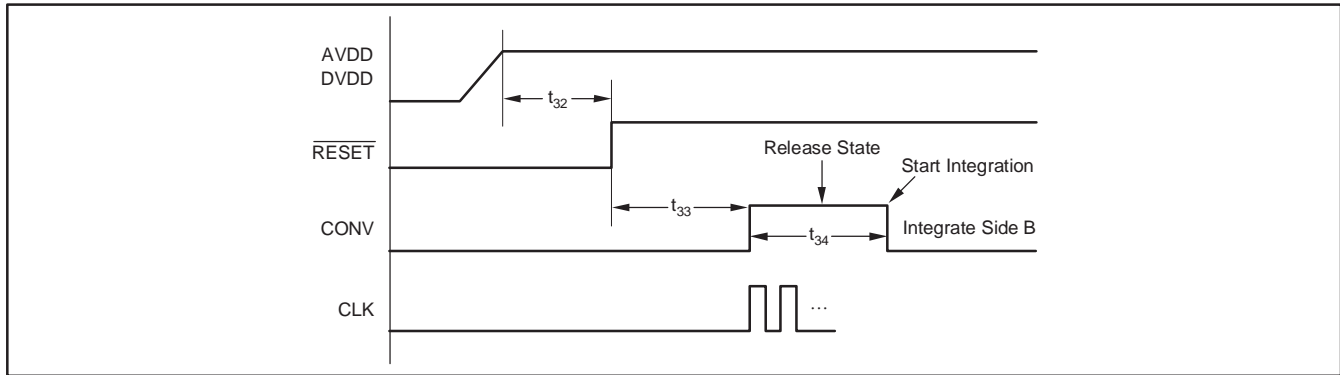 AVDD
DVDD
t32
RESET
Release State
Start Integration
t33
CONV
t34
Integrate Side B
CLK
...